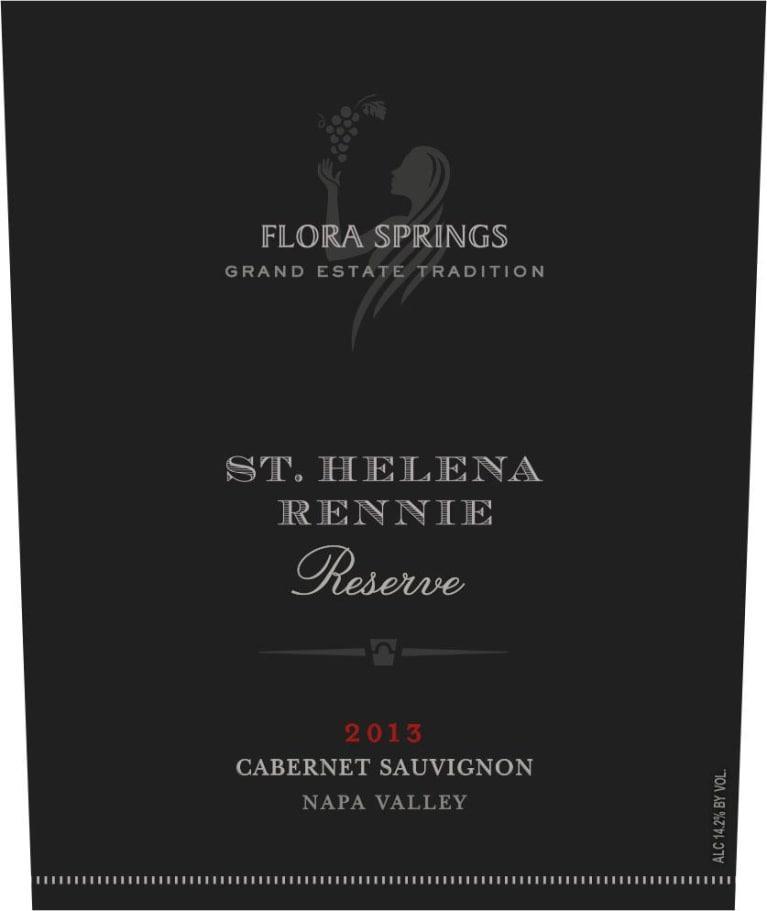 FLORA SPRINGS
GRAND ESTATE TRADITION
ST. HELENA
RENNIE
Reserve
2013
CABERNET SAUVIGNON
NAPA VALLEY
ALC 14.2% BY VOL.